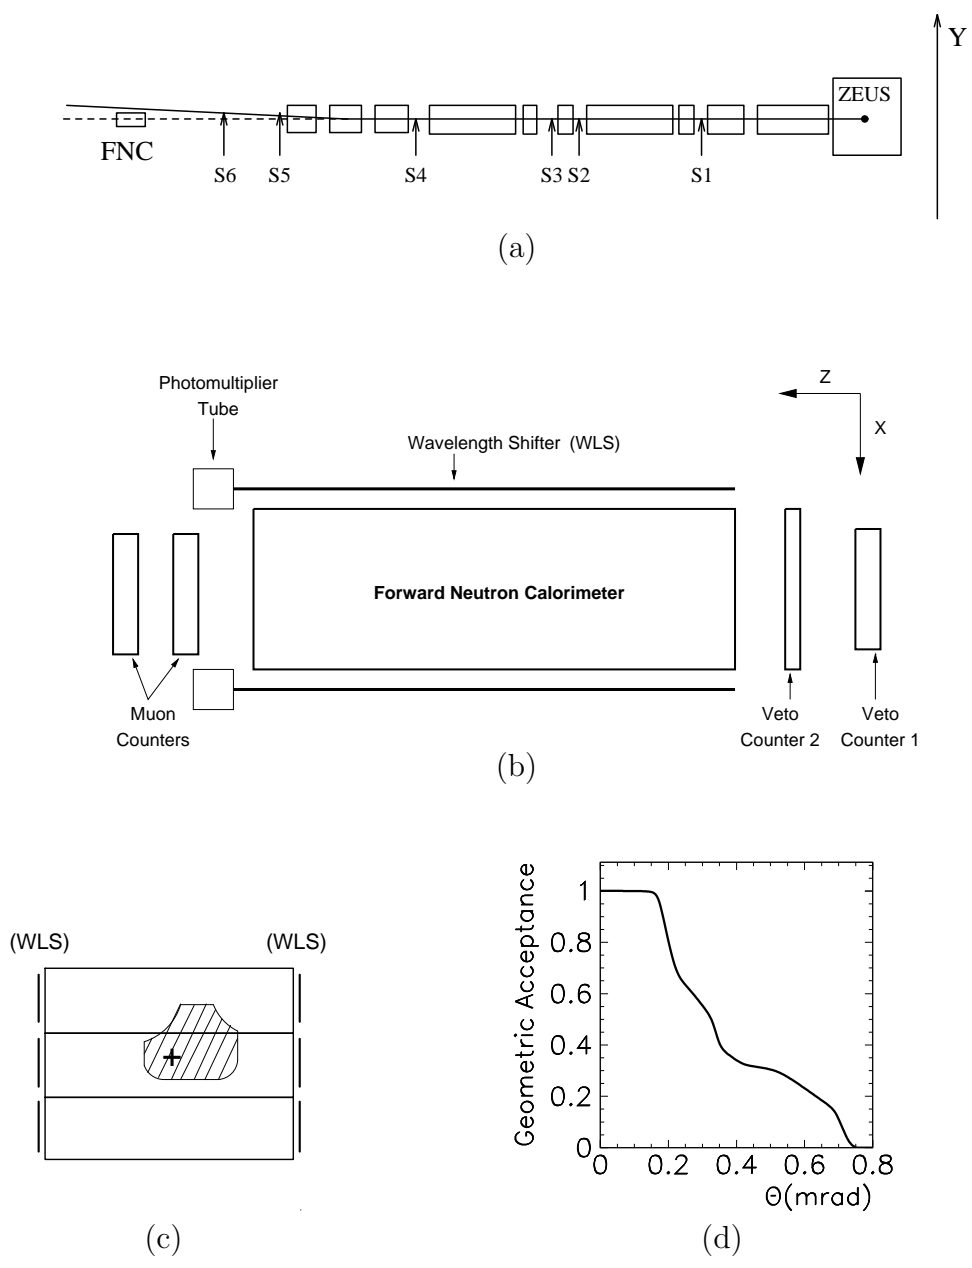 Y
ZEUS
FNC
S6 S5 S4 S3 S2 S1
(a)
Photomultiplier
Tube
Z
X
Wavelength Shifter (WLS)
Forward Neutron Calorimeter
Muon
Counters
Veto
Counter 2
Veto
Counter 1
(b)
(WLS) (WLS)
(c)
Geometric Acceptance
1
0.8
0.6
0.4
0.2
0
0 0.2 0.4 0.6 0.8
Θ(mrad)
(d)